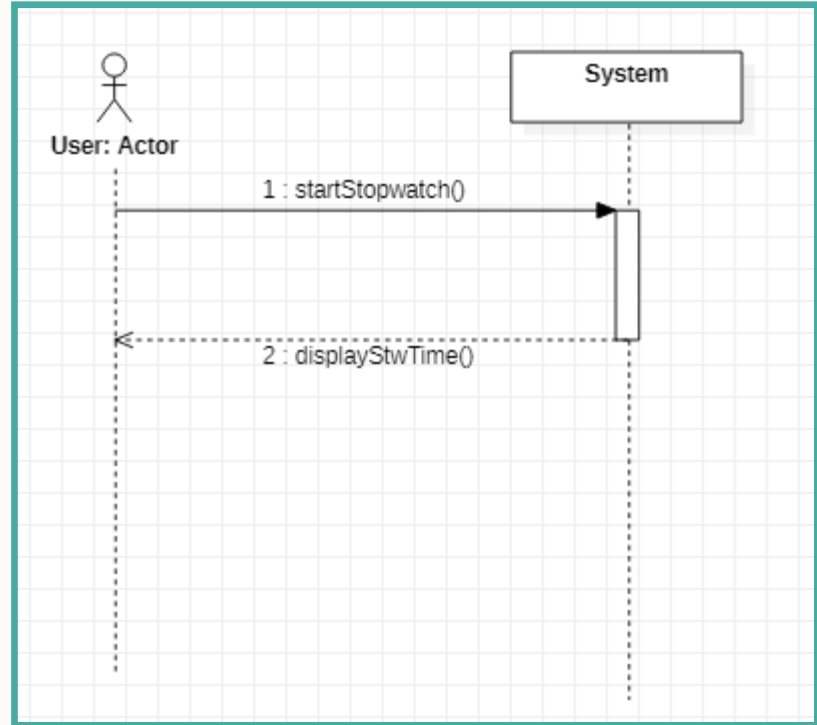 System
User: Actor
1 : startStopwatch()
2 : displayStwTime()